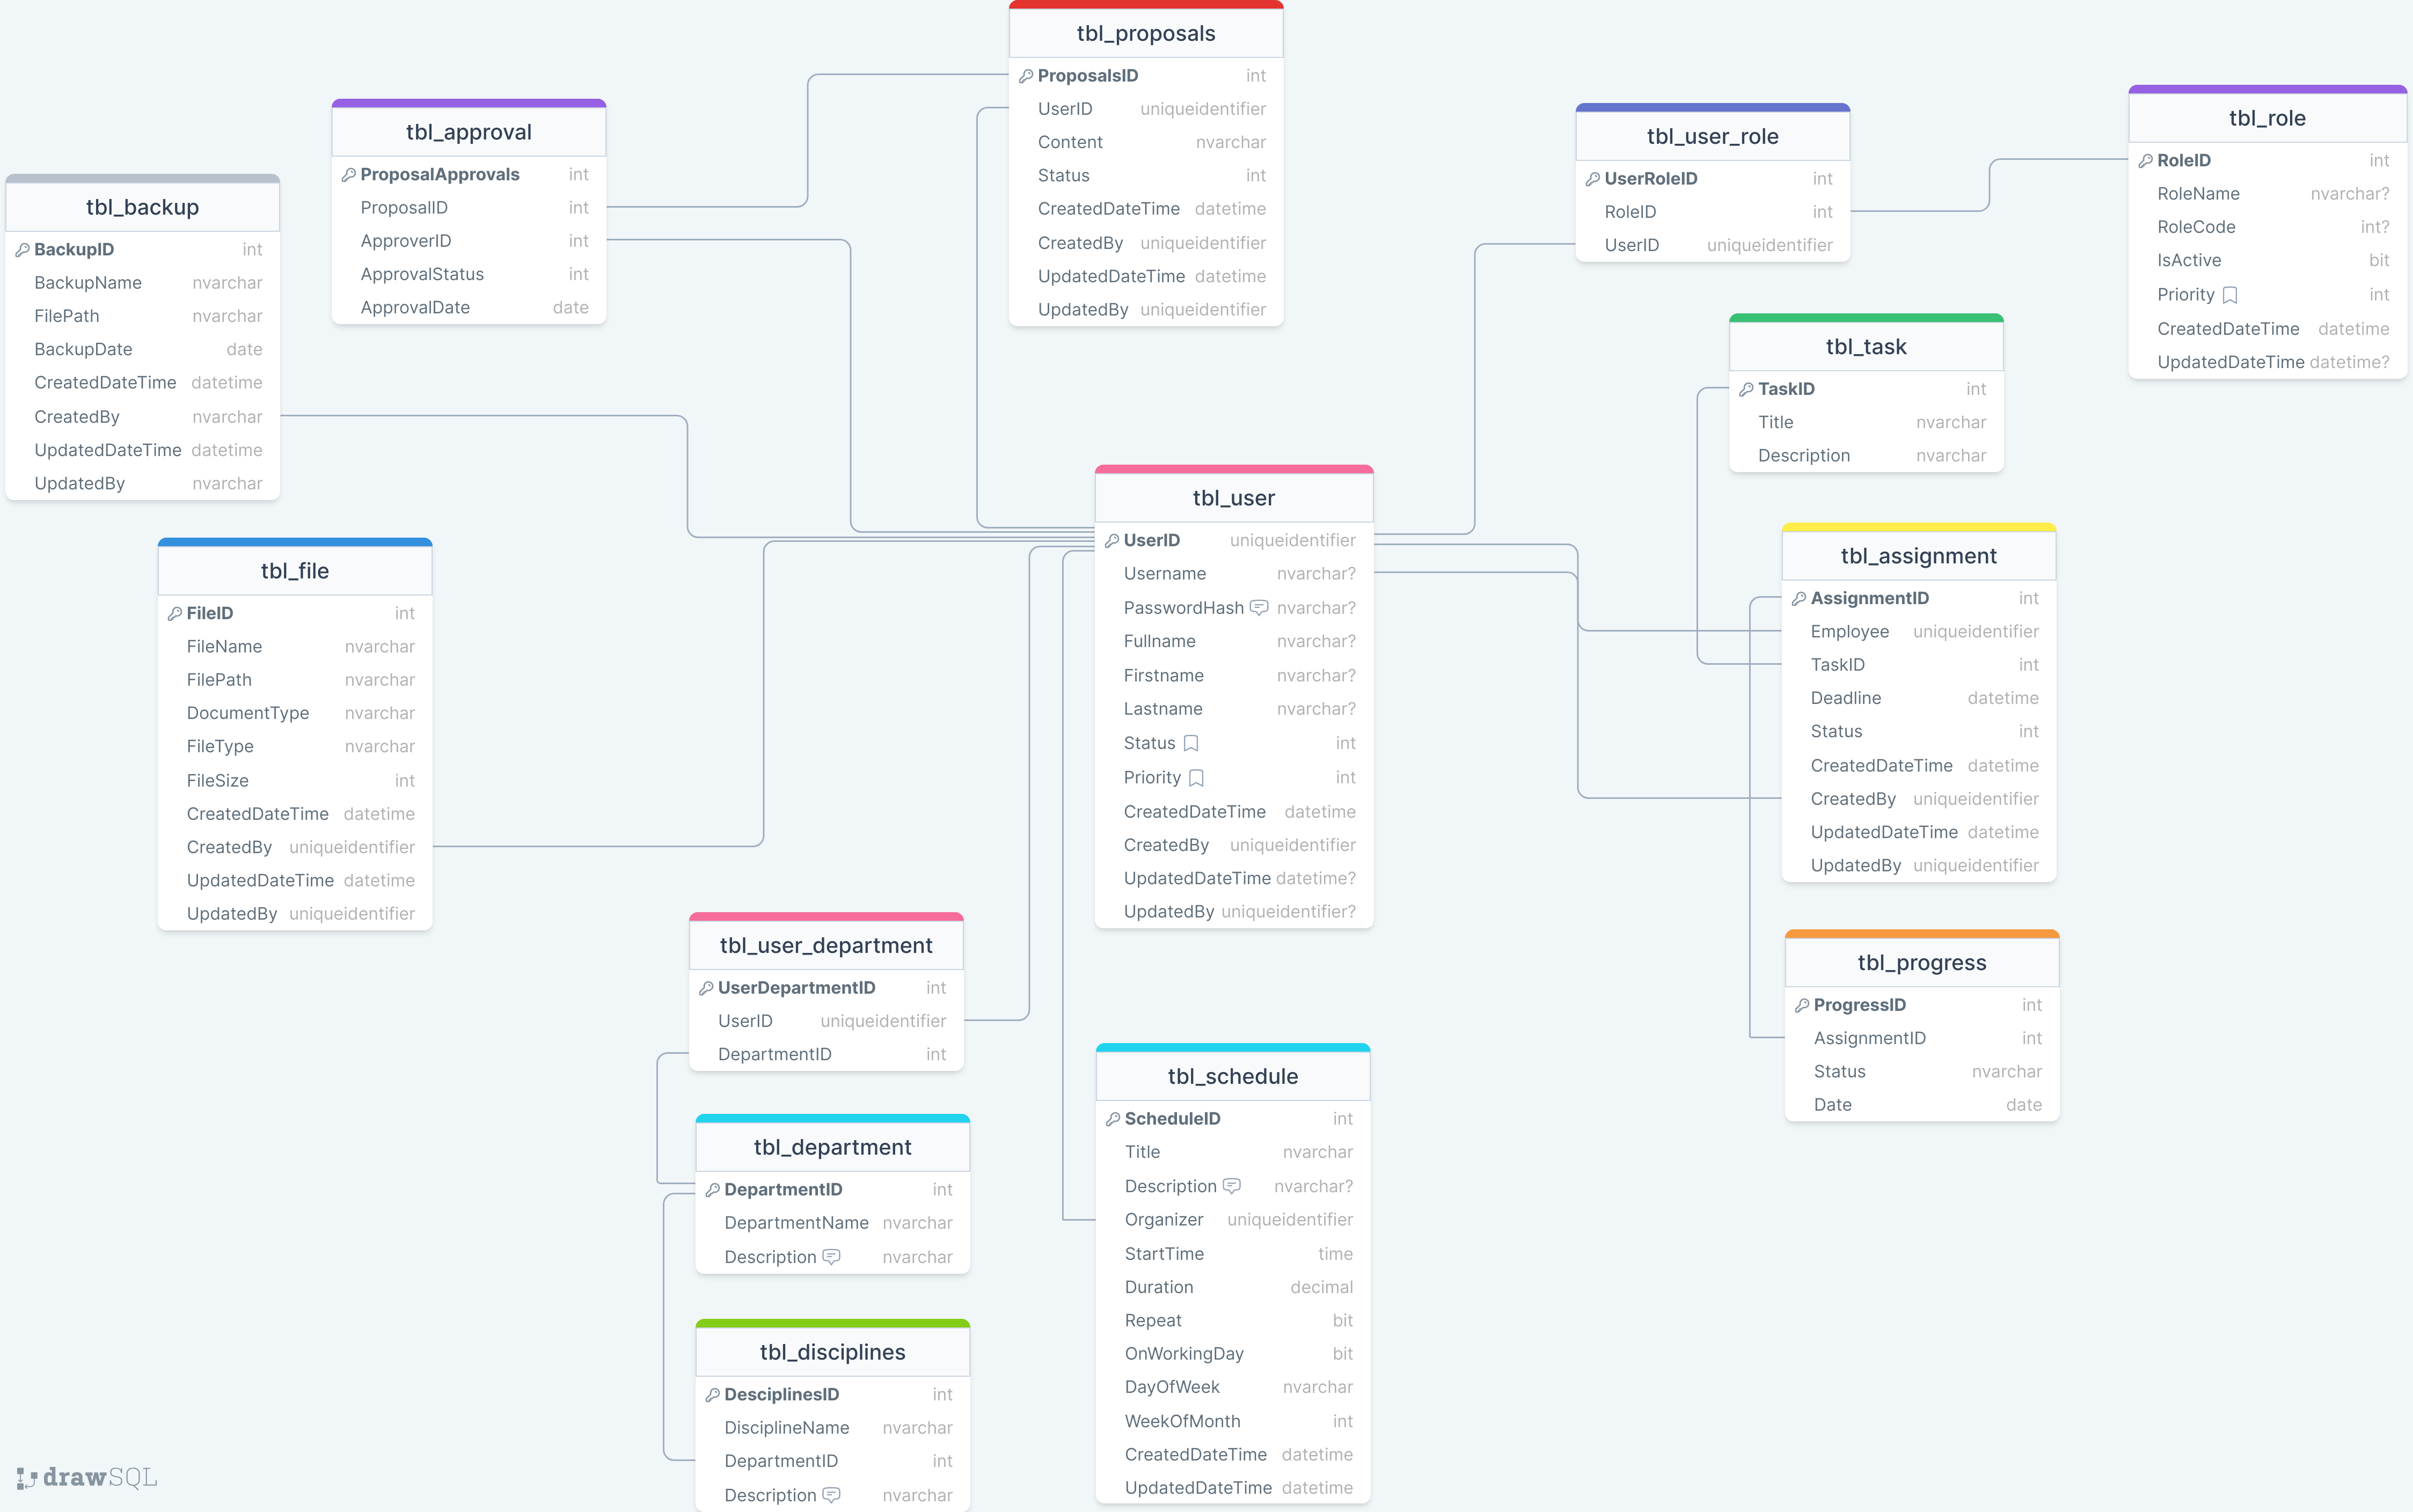 tbl_proposals
ProposalsID int
UserID uniqueidentifier
Content nvarchar
Status int
CreatedDateTime datetime
CreatedBy uniqueidentifier
UpdatedDateTime datetime
UpdatedBy uniqueidentifier
tbl_approval
ProposalApprovals int
ProposalID int
ApproverID int
ApprovalStatus int
ApprovalDate date
tbl_backup
BackupID int
BackupName nvarchar
FilePath nvarchar
BackupDate date
CreatedDateTime datetime
CreatedBy nvarchar
UpdatedDateTime datetime
UpdatedBy nvarchar
tbl_user_role
UserRoleID int
RoleID int
UserID uniqueidentifier
tbl_role
RoleID int
RoleName nvarchar?
RoleCode int?
IsActive bit
Priority int
CreatedDateTime datetime
UpdatedDateTime datetime?
tbl_task
TaskID int
Title nvarchar
Description nvarchar
tbl_user
UserID uniqueidentifier
Username nvarchar?
PasswordHash nvarchar?
Fullname nvarchar?
Firstname nvarchar?
Lastname nvarchar?
Status int
Priority int
CreatedDateTime datetime
CreatedBy uniqueidentifier
UpdatedDateTime datetime?
UpdatedBy uniqueidentifier?
tbl_assignment
AssignmentID int
Employee uniqueidentifier
TaskID int
Deadline datetime
Status int
CreatedDateTime datetime
CreatedBy uniqueidentifier
UpdatedDateTime datetime
UpdatedBy uniqueidentifier
tbl_file
FileID int
FileName nvarchar
FilePath nvarchar
DocumentType nvarchar
FileType nvarchar
FileSize int
CreatedDateTime datetime
CreatedBy uniqueidentifier
UpdatedDateTime datetime
UpdatedBy uniqueidentifier
tbl_user_department
UserDepartmentID int
UserID uniqueidentifier
DepartmentID int
tbl_progress
ProgressID int
AssignmentID int
Status nvarchar
Date date
tbl_department
DepartmentID int
DepartmentName nvarchar
Description nvarchar
tbl_schedule
ScheduleID int
Title nvarchar
Description nvarchar?
Organizer uniqueidentifier
StartTime time
Duration decimal
Repeat bit
OnWorkingDay bit
DayOfWeek nvarchar
WeekOfMonth int
CreatedDateTime datetime
UpdatedDateTime datetime
tbl_disciplines
DesciplinesID int
DisciplineName nvarchar
DepartmentID int
Description nvarchar
drawSQL